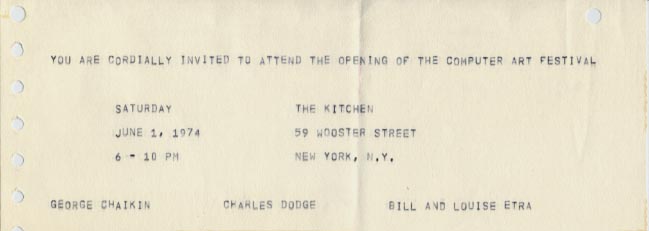 YOU ARE CORDIALLY INVITED TO ATTEND THE OPENING OF THE COMPUTER ART FESTIVAL
SATURDAY THE KITCHEN
JUNE 1, 1974 59 WOOSTER STREET
6 - 10 PM NEW YORK, N.Y.
GEORGE CHAIKIN CHARLES DODGE BILL AND LOUISE ETRA